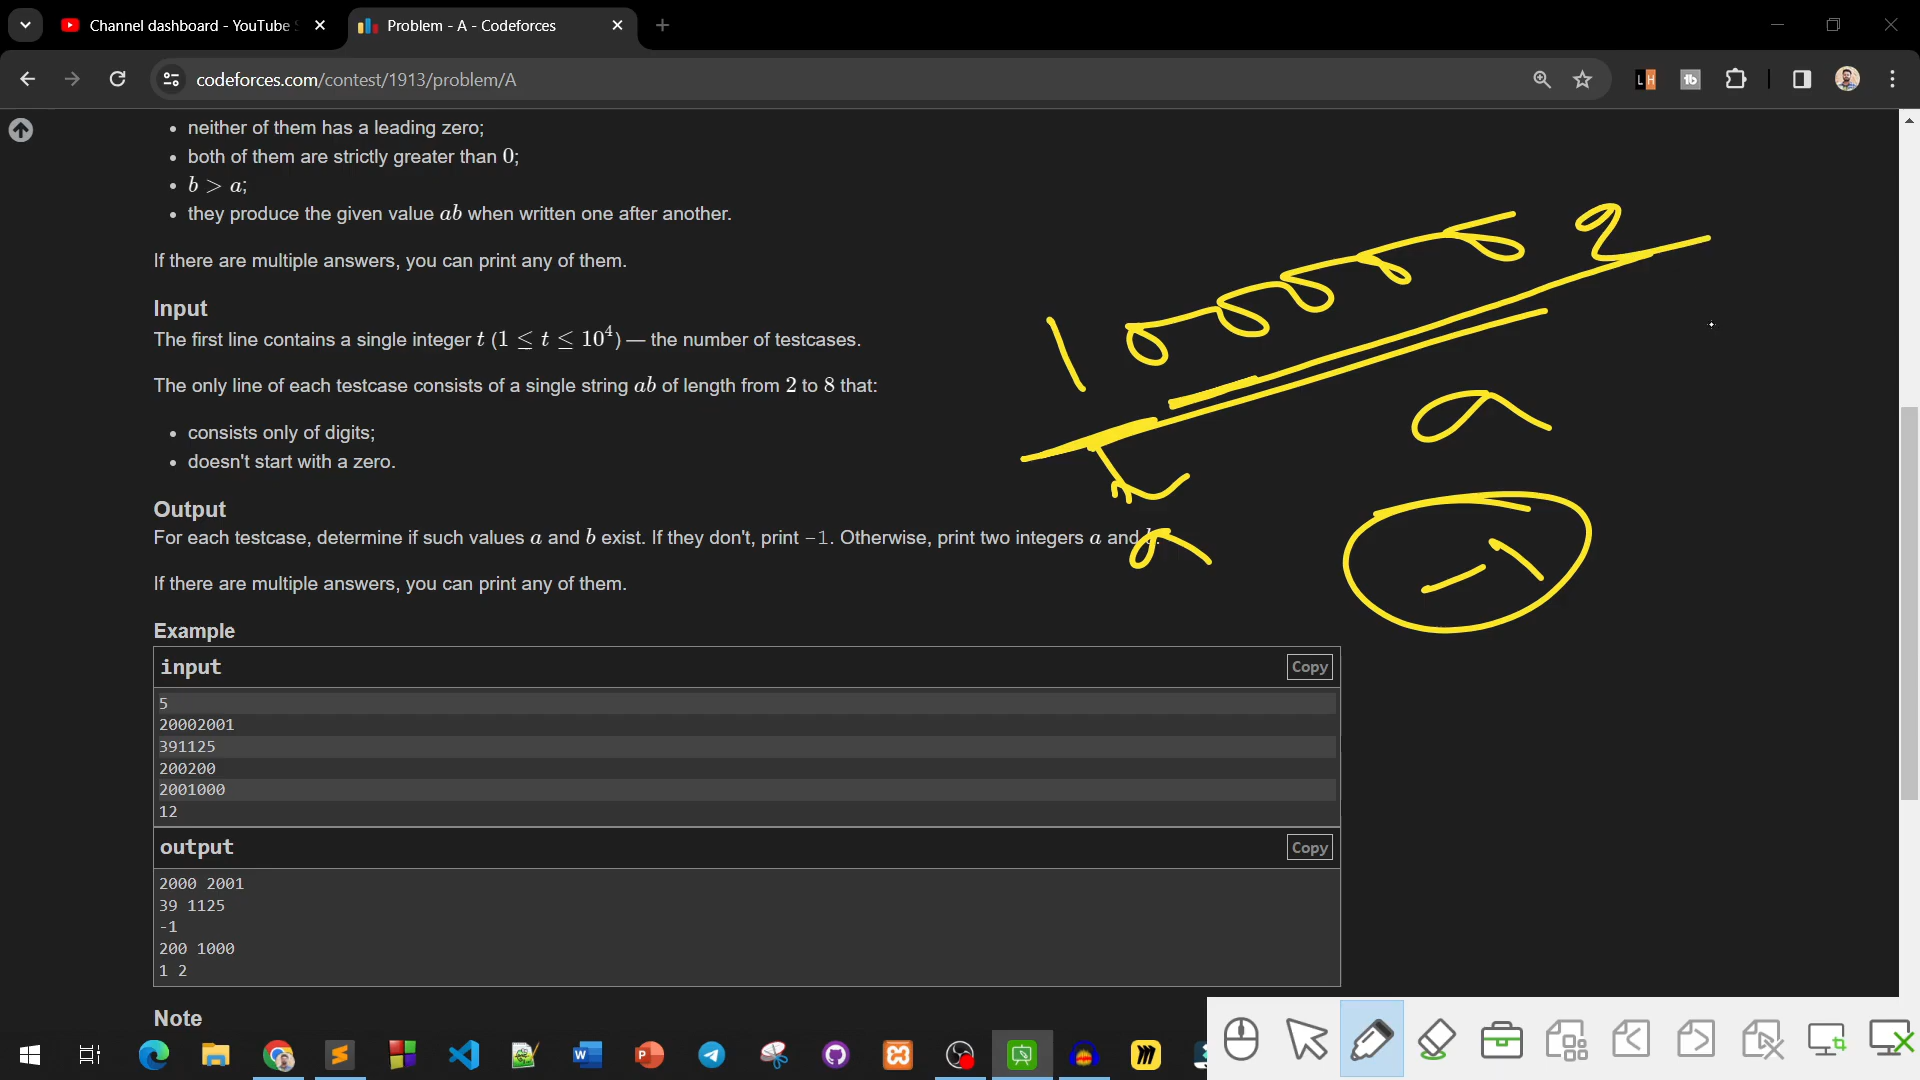 Channel dashboard - YouTube
Problem - A - Codeforces
codeforces.com/contest/1913/problem/A
• neither of them has a leading zero;
• both of them are strictly greater than 0;
• b > a;
• they produce the given value ab when written one after another.
If there are multiple answers, you can print any of them.
Input
The first line contains a single integer t (1 ≤ t ≤ 10⁴) — the number of testcases.
The only line of each testcase consists of a single string ab of length from 2 to 8 that:
• consists only of digits;
• doesn't start with a zero.
Output
For each testcase, determine if such values a and b exist. If they don't, print −1. Otherwise, print two integers a and b.
If there are multiple answers, you can print any of them.
1 0 0 0 0 0 2
a
a
-1
Example
input
Copy
5
20002001
391125
200200
2001000
12
output
Copy
2000 2001
39 1125
-1
200 1000
1 2
Note